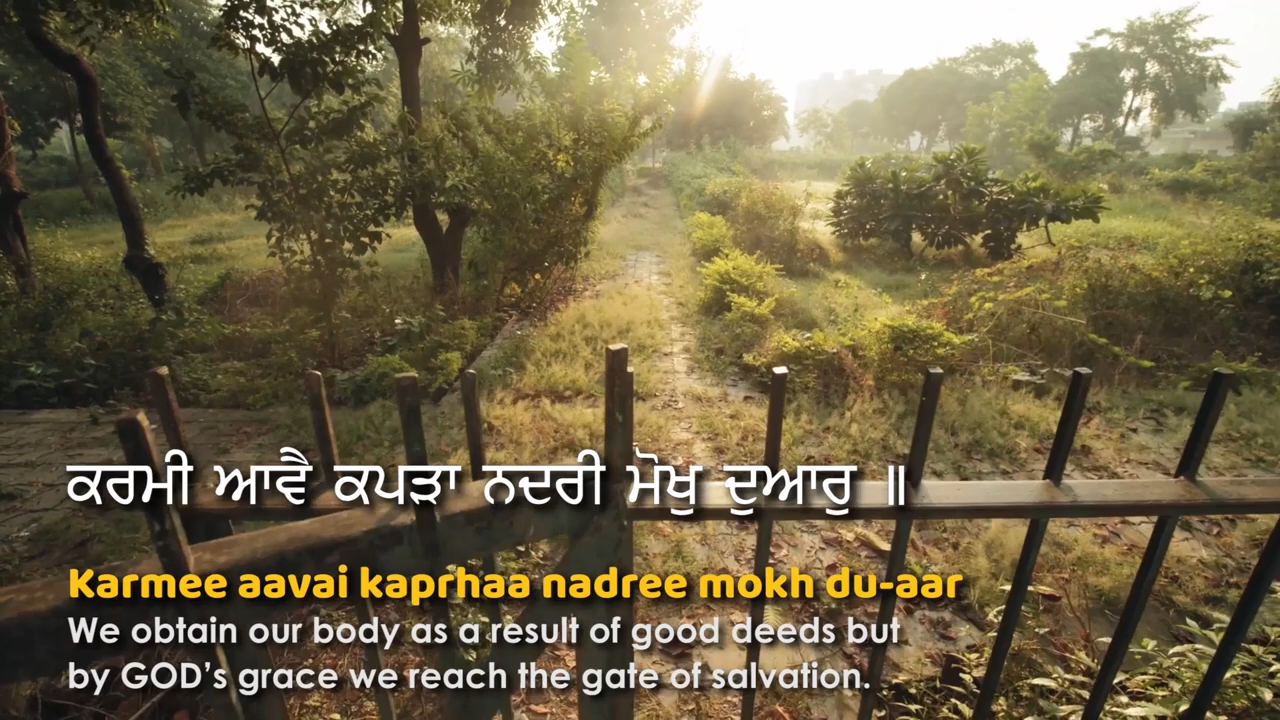 ਕਰਮੀ ਆਵੈ ਕਪੜਾ ਨਦਰੀ ਮੋਖੁ ਦੁਆਰੁ ॥
Karmee aavai kaprhaa nadree mokh du-aar
We obtain our body as a result of good deeds but
by GOD’s grace we reach the gate of salvation.